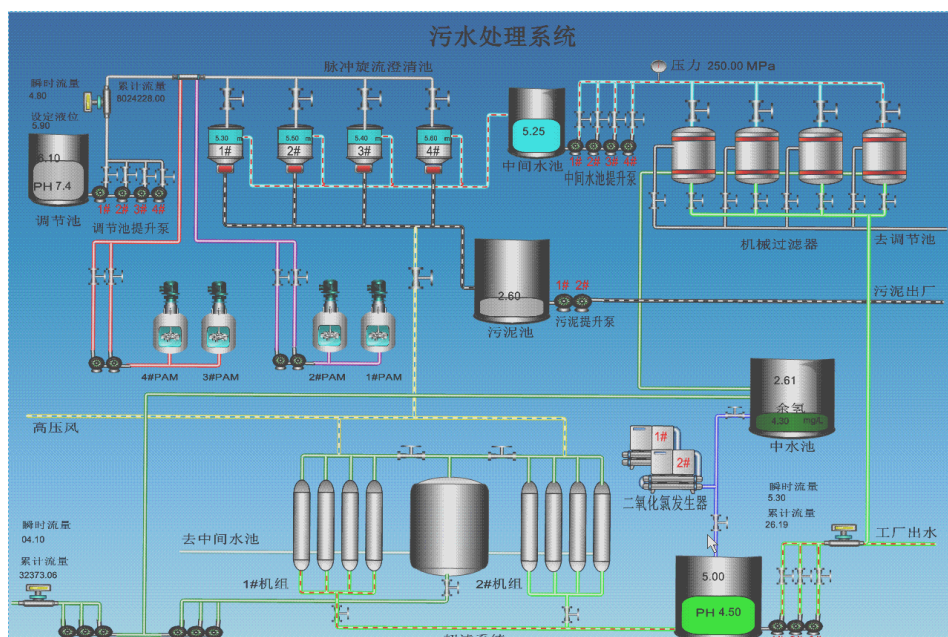 污水处理系统
脉冲旋流澄清池
压力 250.00 MPa
瞬时流量
4.80
累计流量
8024228.00
设定液位
5.90
6.10
PH 7.4
调节池
1# 2# 3# 4#
调节池提升泵
5.30 m
5.50 m
5.40 m
5.60 m
1#
2#
3#
4#
5.25
中间水池
1# 2# 3# 4#
中间水池提升泵
机械过滤器
去调节池
2.60
污泥池
1# 2#
污泥提升泵
污泥出厂
4#PAM
3#PAM
2#PAM
1#PAM
2.61
余氯
4.30 mg/L
中水池
高压风
1#
2#
二氧化氯发生器
瞬时流量
5.30
累计流量
26.19
工厂出水
瞬时流量
04.10
累计流量
32373.06
去中间水池
1#机组
2#机组
5.00
PH 4.50